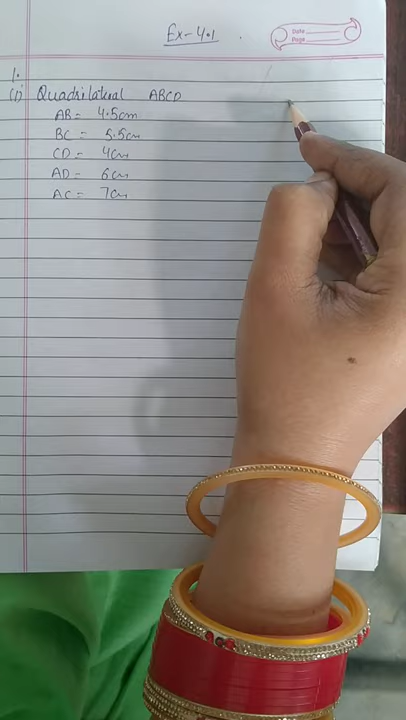 Ex-4.1
Date
Page
1.
(i) Quadrilateral ABCD
AB = 4.5cm
BC = 5.5cm
CD = 4cm
AD = 6cm
AC = 7cm